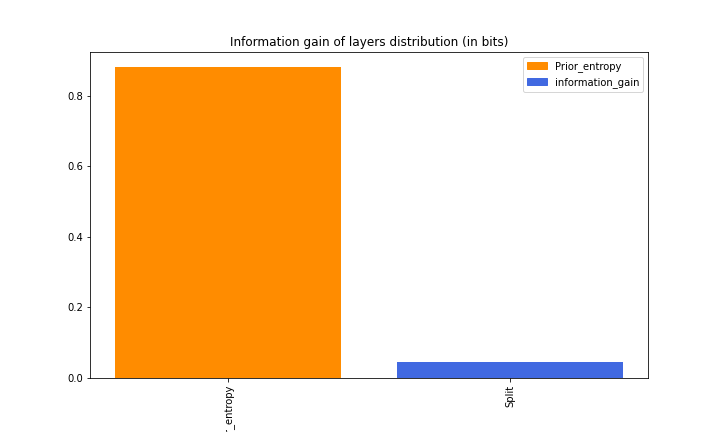 Information gain of layers distribution (in bits)
Prior_entropy
information_gain
0.8
0.6
0.4
0.2
0.0
r_entropy
Split